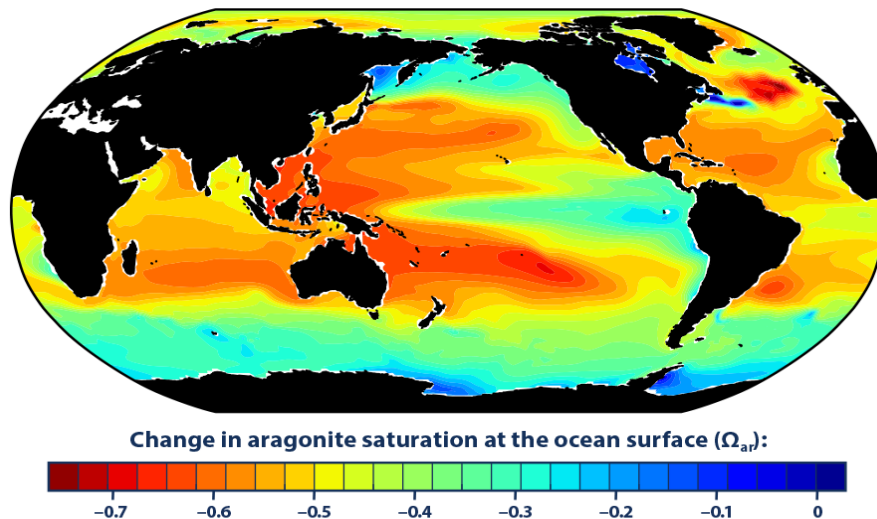 Change in aragonite saturation at the ocean surface (Ωar):
−0.7 −0.6 −0.5 −0.4 −0.3 −0.2 −0.1 0